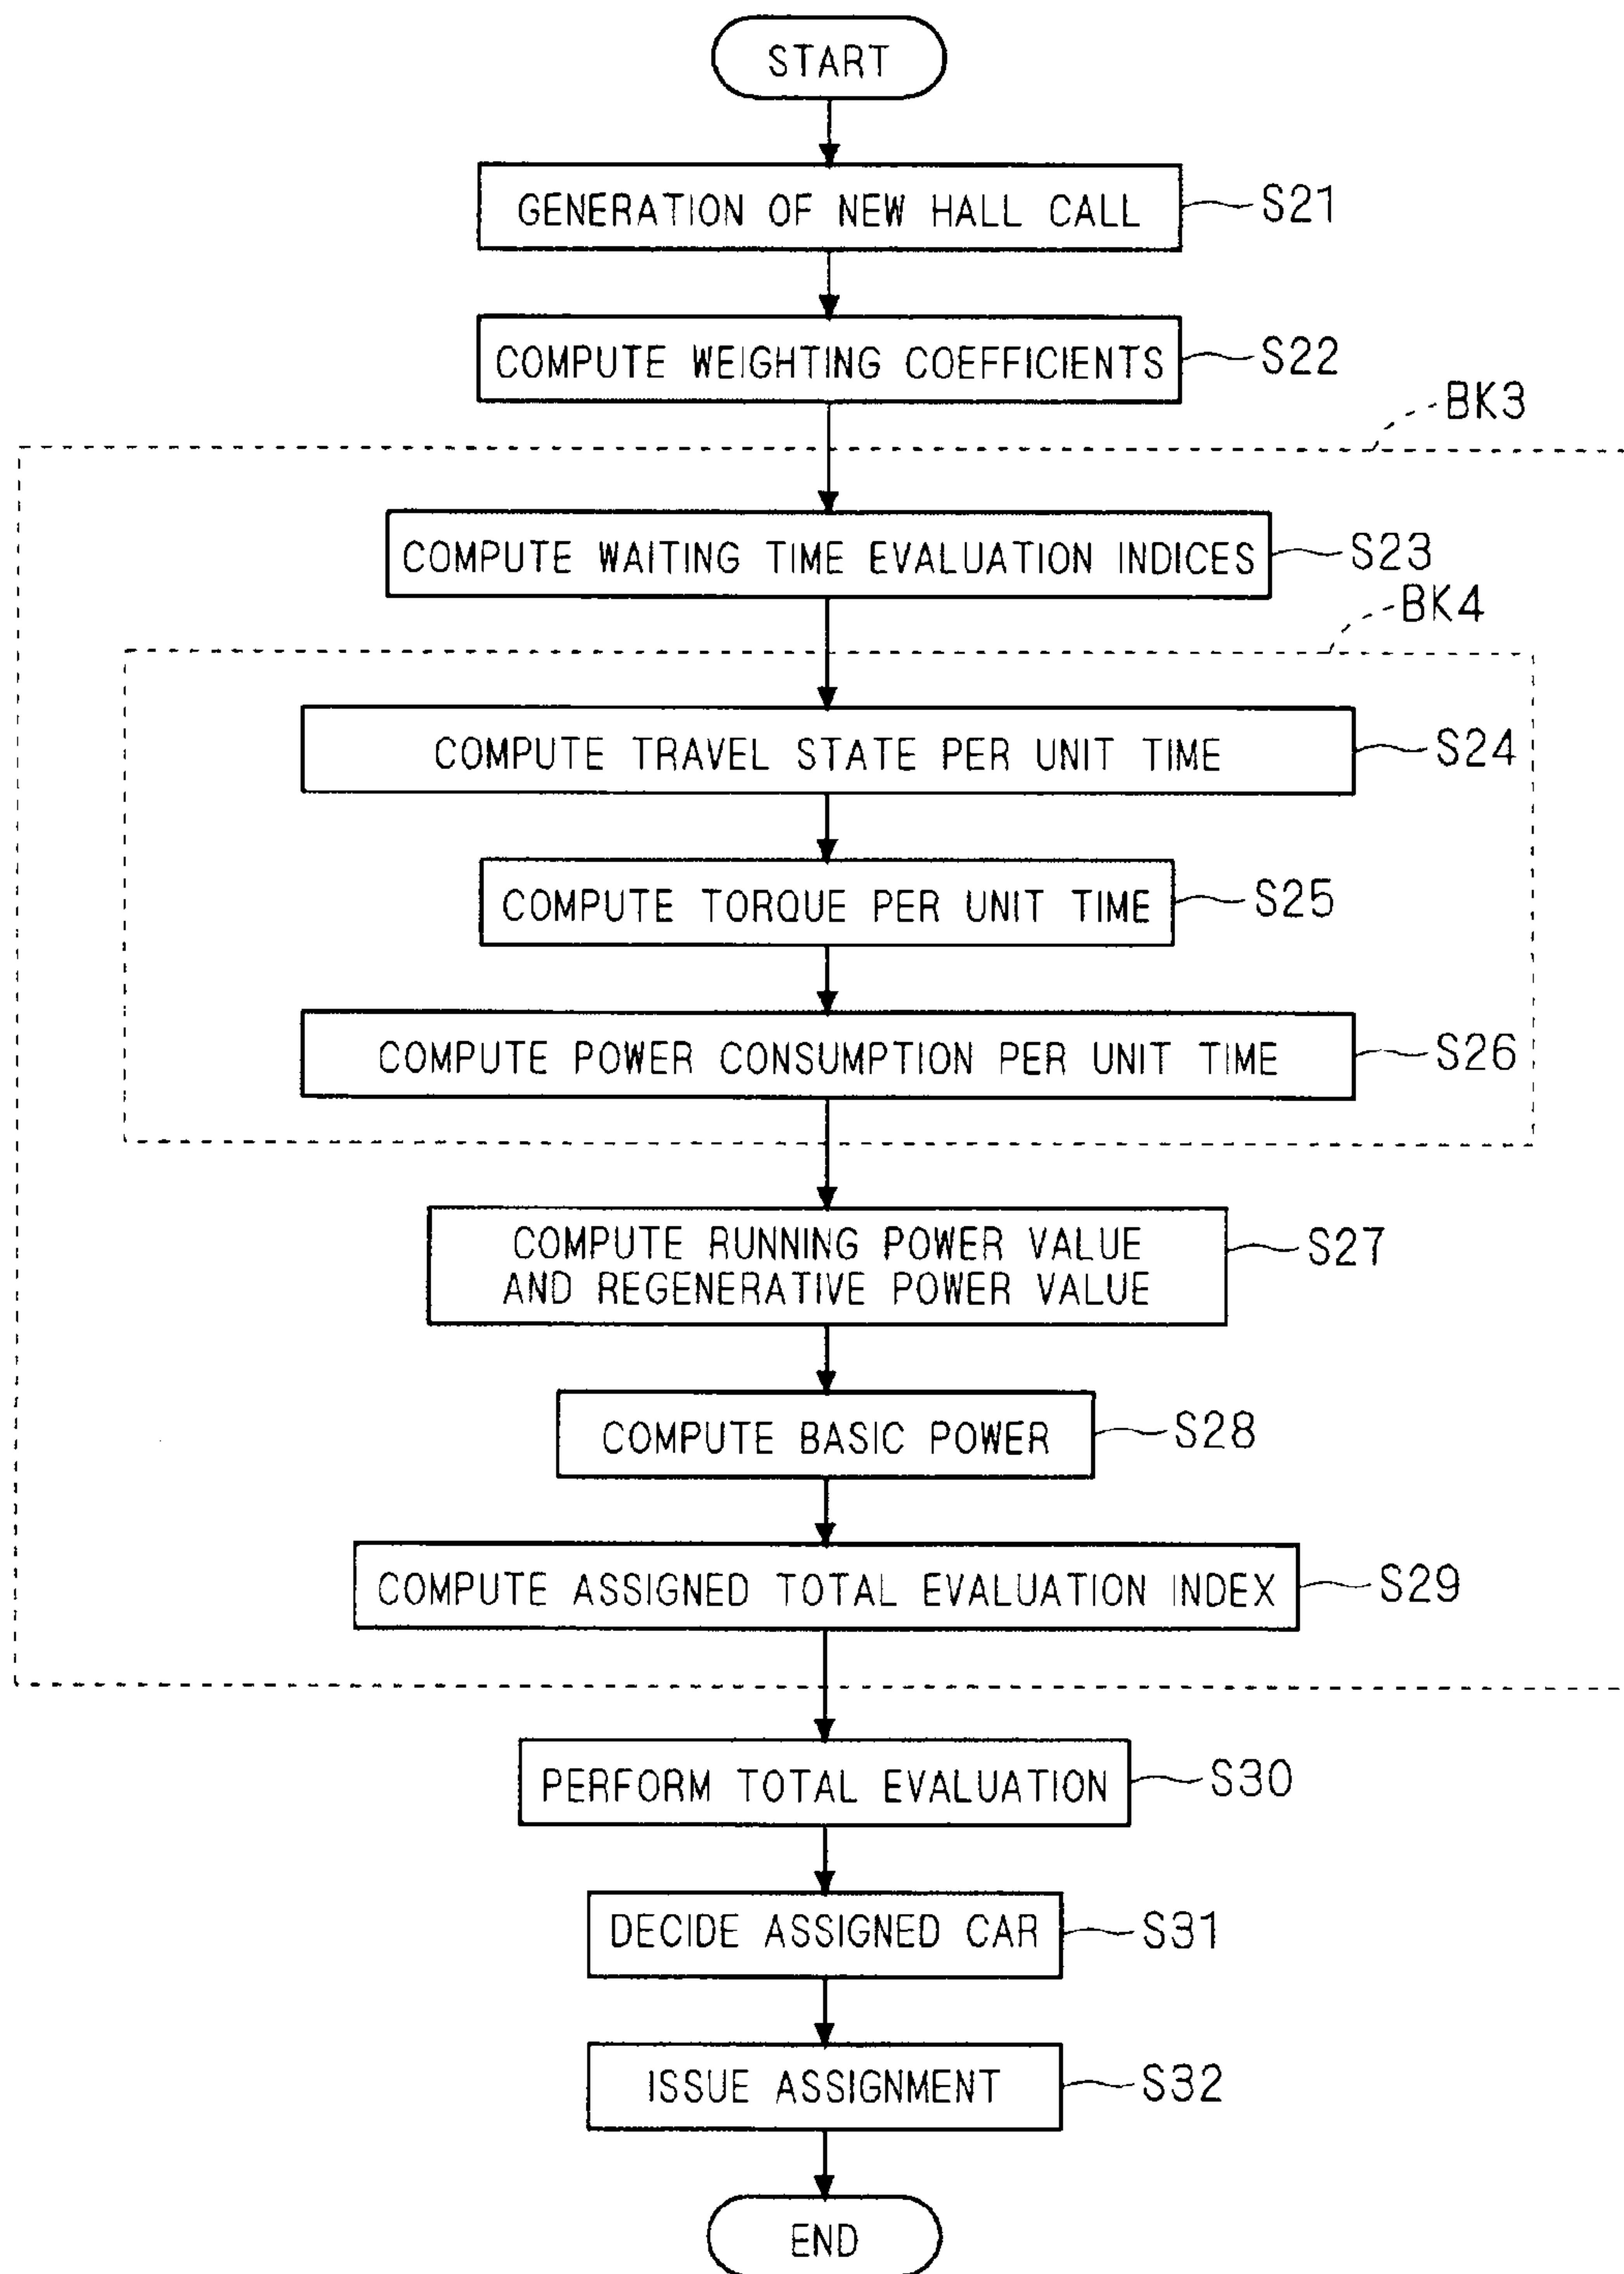 START
GENERATION OF NEW HALL CALL
S21
COMPUTE WEIGHTING COEFFICIENTS
S22
BK3
COMPUTE WAITING TIME EVALUATION INDICES
S23
BK4
COMPUTE TRAVEL STATE PER UNIT TIME
S24
COMPUTE TORQUE PER UNIT TIME
S25
COMPUTE POWER CONSUMPTION PER UNIT TIME
S26
COMPUTE RUNNING POWER VALUE
AND REGENERATIVE POWER VALUE
S27
COMPUTE BASIC POWER
S28
COMPUTE ASSIGNED TOTAL EVALUATION INDEX
S29
PERFORM TOTAL EVALUATION
S30
DECIDE ASSIGNED CAR
S31
ISSUE ASSIGNMENT
S32
END